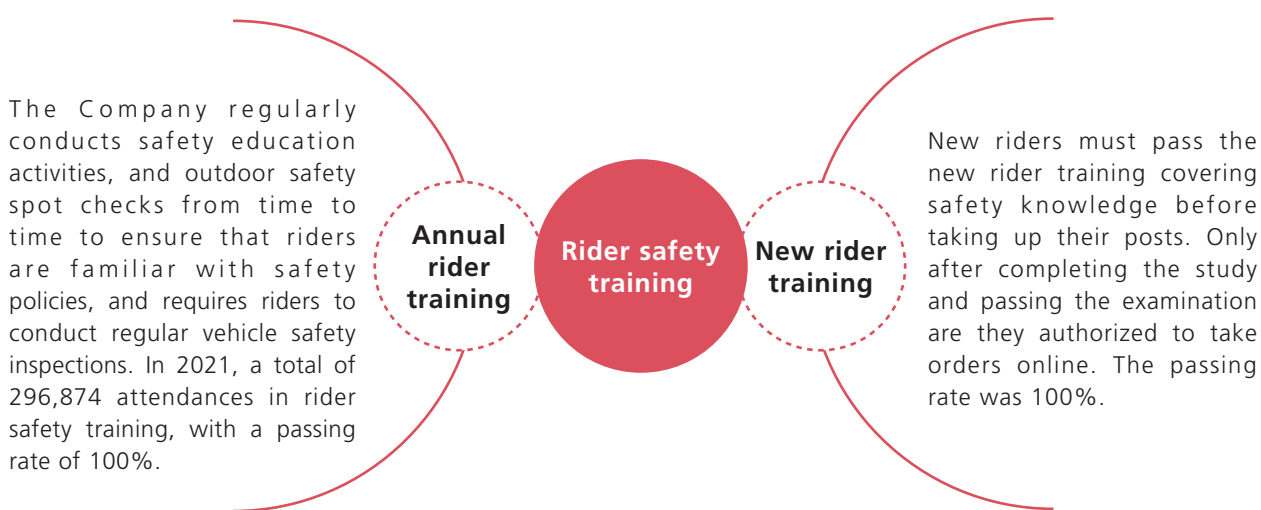 The Company regularly
conducts safety education
activities, and outdoor safety
spot checks from time to
time to ensure that riders
are familiar with safety
policies, and requires riders to
conduct regular vehicle safety
inspections. In 2021, a total of
296,874 attendances in rider
safety training, with a passing
rate of 100%.
Annual
rider
training
Rider safety
training
New rider
training
New riders must pass the
new rider training covering
safety knowledge before
taking up their posts. Only
after completing the study
and passing the examination
are they authorized to take
orders online. The passing
rate was 100%.